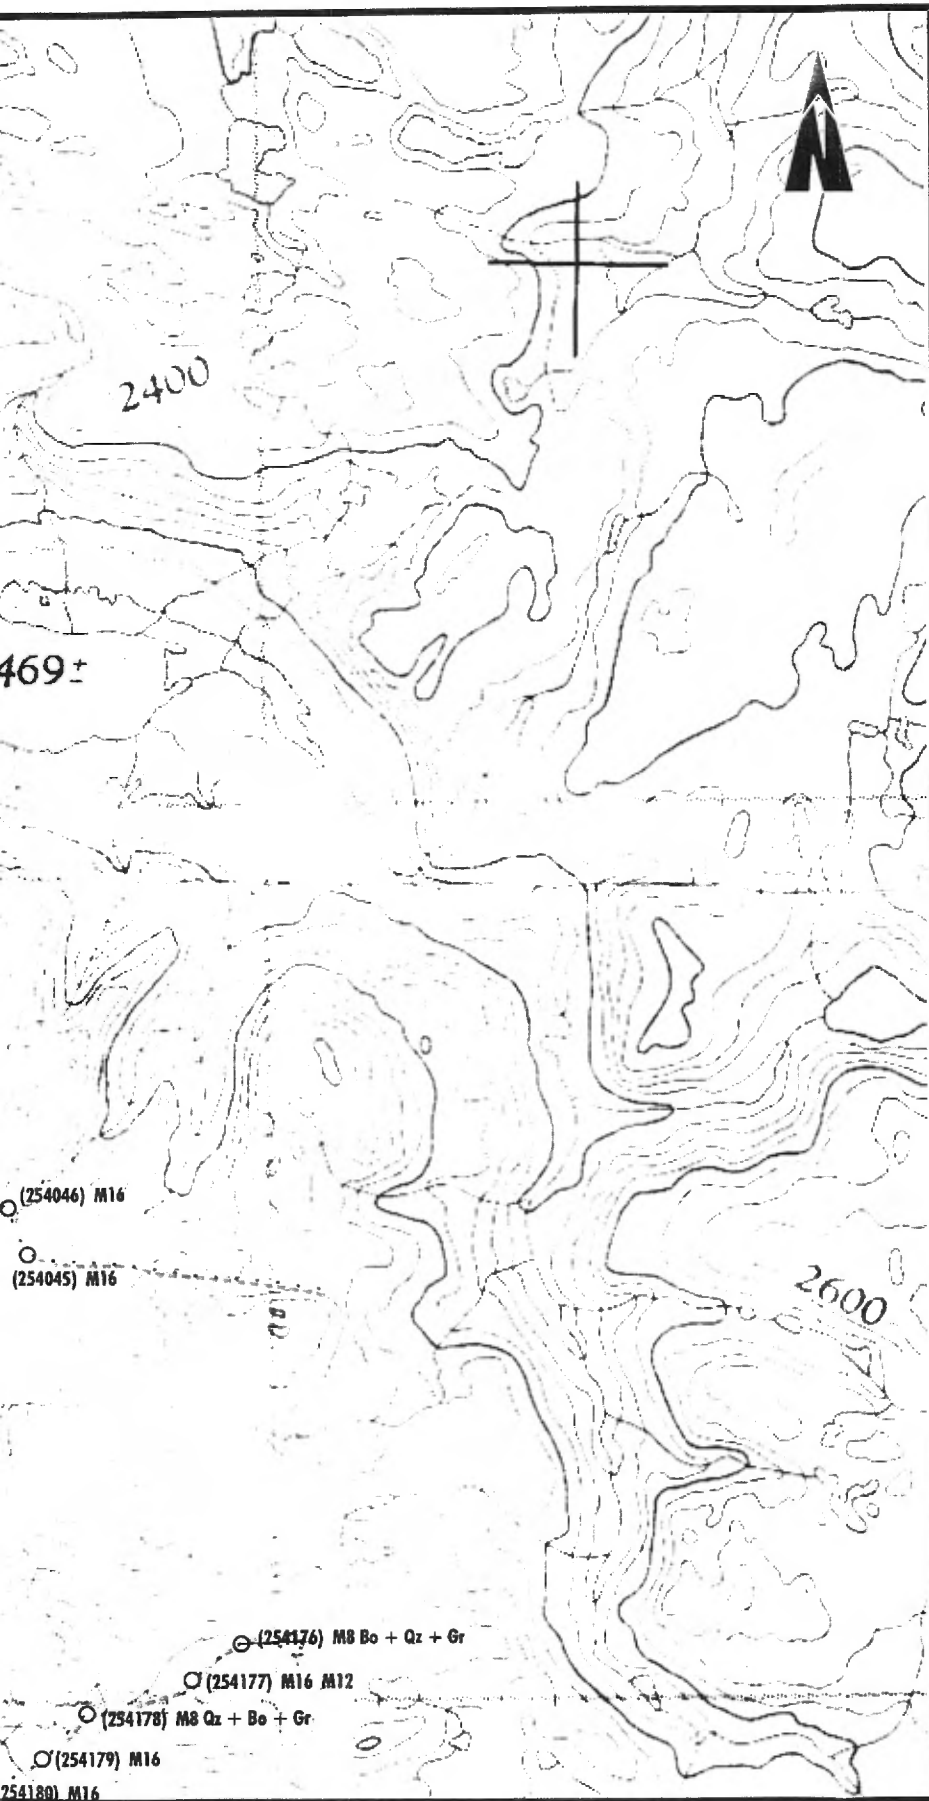 N
2400
469±
(254046) M16
(254045) M16
2600
(254176) M8 Bo + Qz + Gr
(254177) M16 M12
(254178) M8 Qz + Bo + Gr
(254179) M16
254180) M16